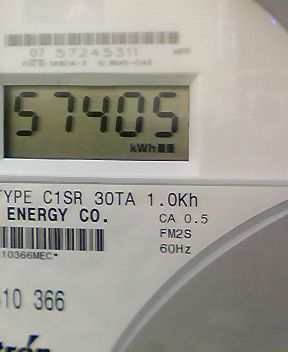 07 57245311
57405
kWh
TYPE C1SR 30TA 1.0Kh
ENERGY CO.
CA 0.5
FM2S
60Hz
10366MEC*
10 366